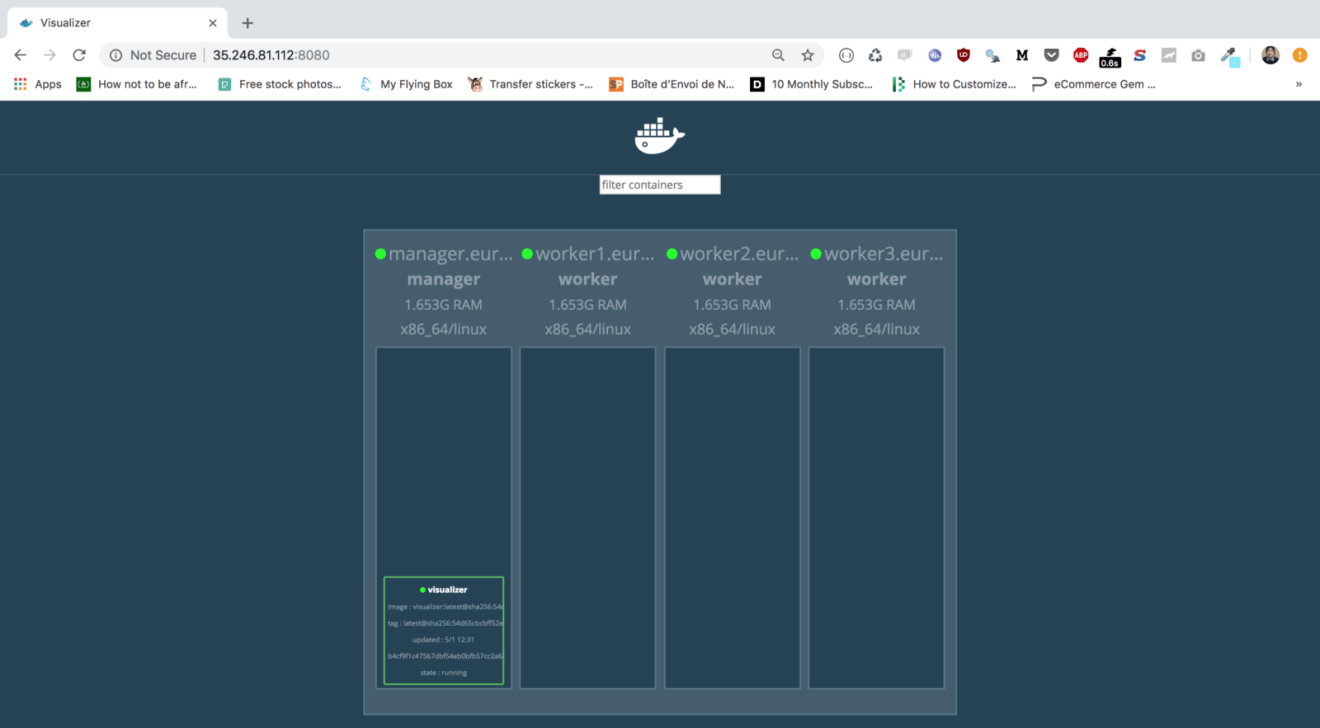 Visualizer
Not Secure 35.246.81.112:8080
ABP
0.6s
Apps How not to be afr... Free stock photos... My Flying Box Transfer stickers -... SP Boîte d'Envoi de N... D 10 Monthly Subsc... How to Customize... eCommerce Gem ... »
filter containers
manager.eur... worker1.eur... worker2.eur... worker3.eur...
manager worker worker worker
1.653G RAM 1.653G RAM 1.653G RAM 1.653G RAM
x86_64/linux x86_64/linux x86_64/linux x86_64/linux
visualizer
image : visualizer:latest@sha256:54d
tag : latest@sha256:54d65cbcbff52e
updated : 5/1 12:31
b4cf9f1c47567dbf54eb0bfb57cc2a6
state : running